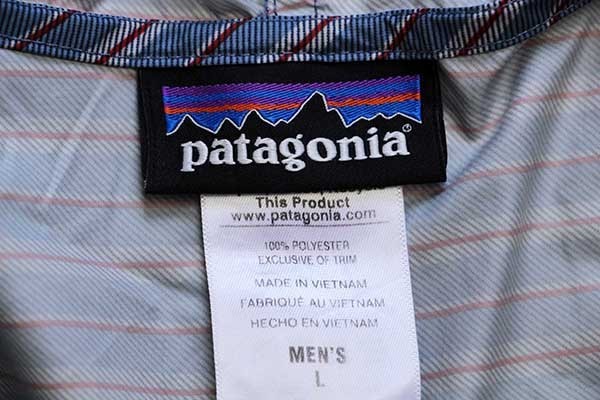 patagonia®
This Product
www.patagonia.com
100% POLYESTER
EXCLUSIVE OF TRIM
MADE IN VIETNAM
FABRIQUÉ AU VIETNAM
HECHO EN VIETNAM
MEN'S
L